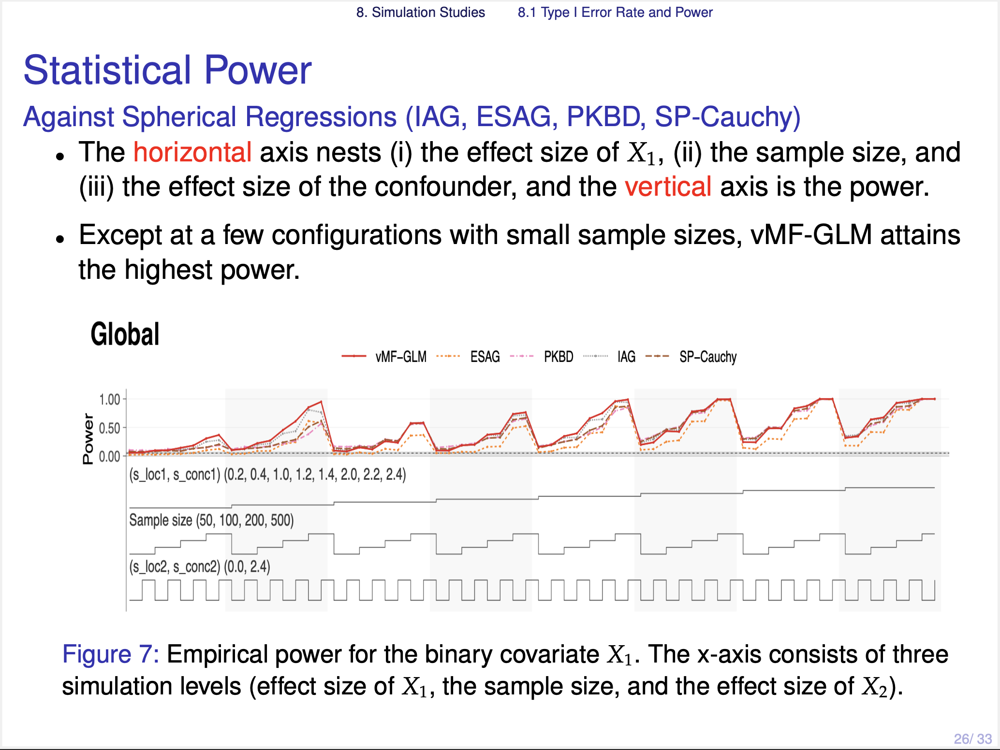 8. Simulation Studies 8.1 Type I Error Rate and Power
Statistical Power
Against Spherical Regressions (IAG, ESAG, PKBD, SP-Cauchy)
• The horizontal axis nests (i) the effect size of X₁, (ii) the sample size, and
(iii) the effect size of the confounder, and the vertical axis is the power.
• Except at a few configurations with small sample sizes, vMF-GLM attains
the highest power.
Global
vMF−GLM ESAG PKBD IAG SP−Cauchy
1.00
0.50
0.00
Power
(s_loc1, s_conc1) (0.2, 0.4, 1.0, 1.2, 1.4, 2.0, 2.2, 2.4)
Sample size (50, 100, 200, 500)
(s_loc2, s_conc2) (0.0, 2.4)
Figure 7: Empirical power for the binary covariate X₁. The x-axis consists of three
simulation levels (effect size of X₁, the sample size, and the effect size of X₂).
26/ 33